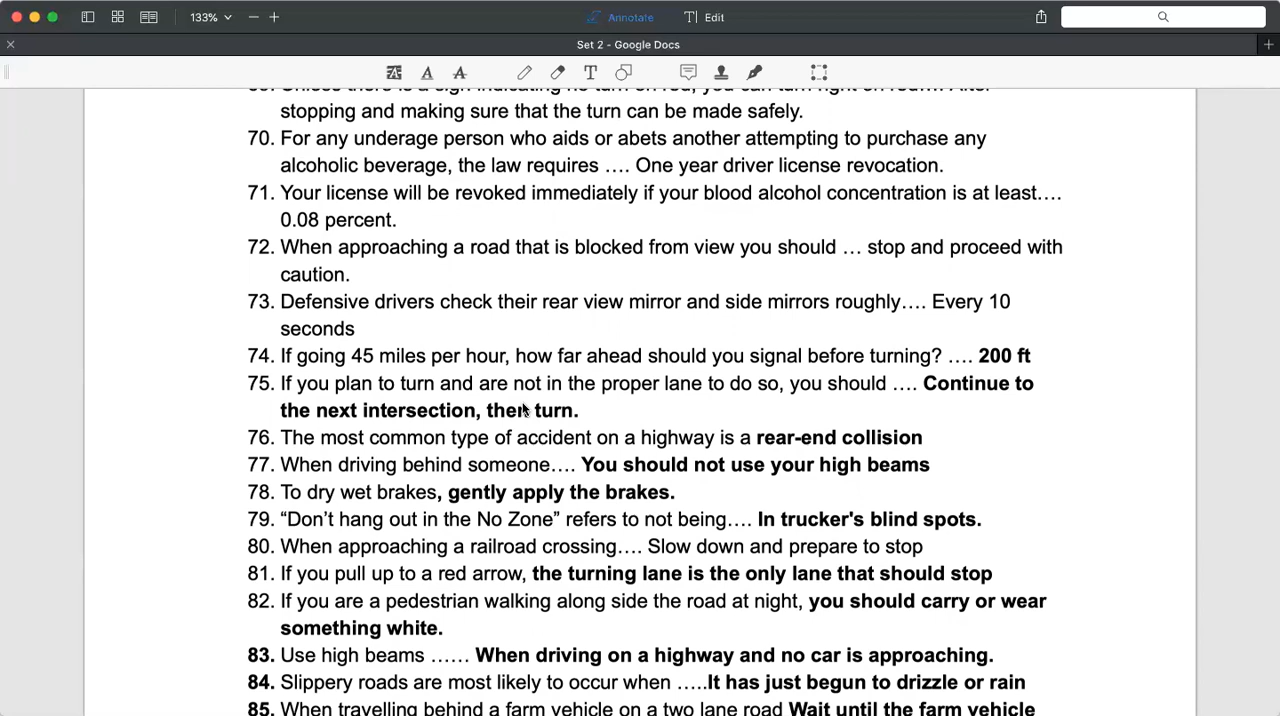 133%
Annotate
Edit
Set 2 - Google Docs
stopping and making sure that the turn can be made safely.
70. For any underage person who aids or abets another attempting to purchase any
alcoholic beverage, the law requires …. One year driver license revocation.
71. Your license will be revoked immediately if your blood alcohol concentration is at least….
0.08 percent.
72. When approaching a road that is blocked from view you should … stop and proceed with
caution.
73. Defensive drivers check their rear view mirror and side mirrors roughly…. Every 10
seconds
74. If going 45 miles per hour, how far ahead should you signal before turning? …. 200 ft
75. If you plan to turn and are not in the proper lane to do so, you should …. Continue to
the next intersection, then turn.
76. The most common type of accident on a highway is a rear-end collision
77. When driving behind someone…. You should not use your high beams
78. To dry wet brakes, gently apply the brakes.
79. “Don’t hang out in the No Zone” refers to not being…. In trucker's blind spots.
80. When approaching a railroad crossing…. Slow down and prepare to stop
81. If you pull up to a red arrow, the turning lane is the only lane that should stop
82. If you are a pedestrian walking along side the road at night, you should carry or wear
something white.
83. Use high beams …… When driving on a highway and no car is approaching.
84. Slippery roads are most likely to occur when …..It has just begun to drizzle or rain
85. When travelling behind a farm vehicle on a two lane road Wait until the farm vehicle